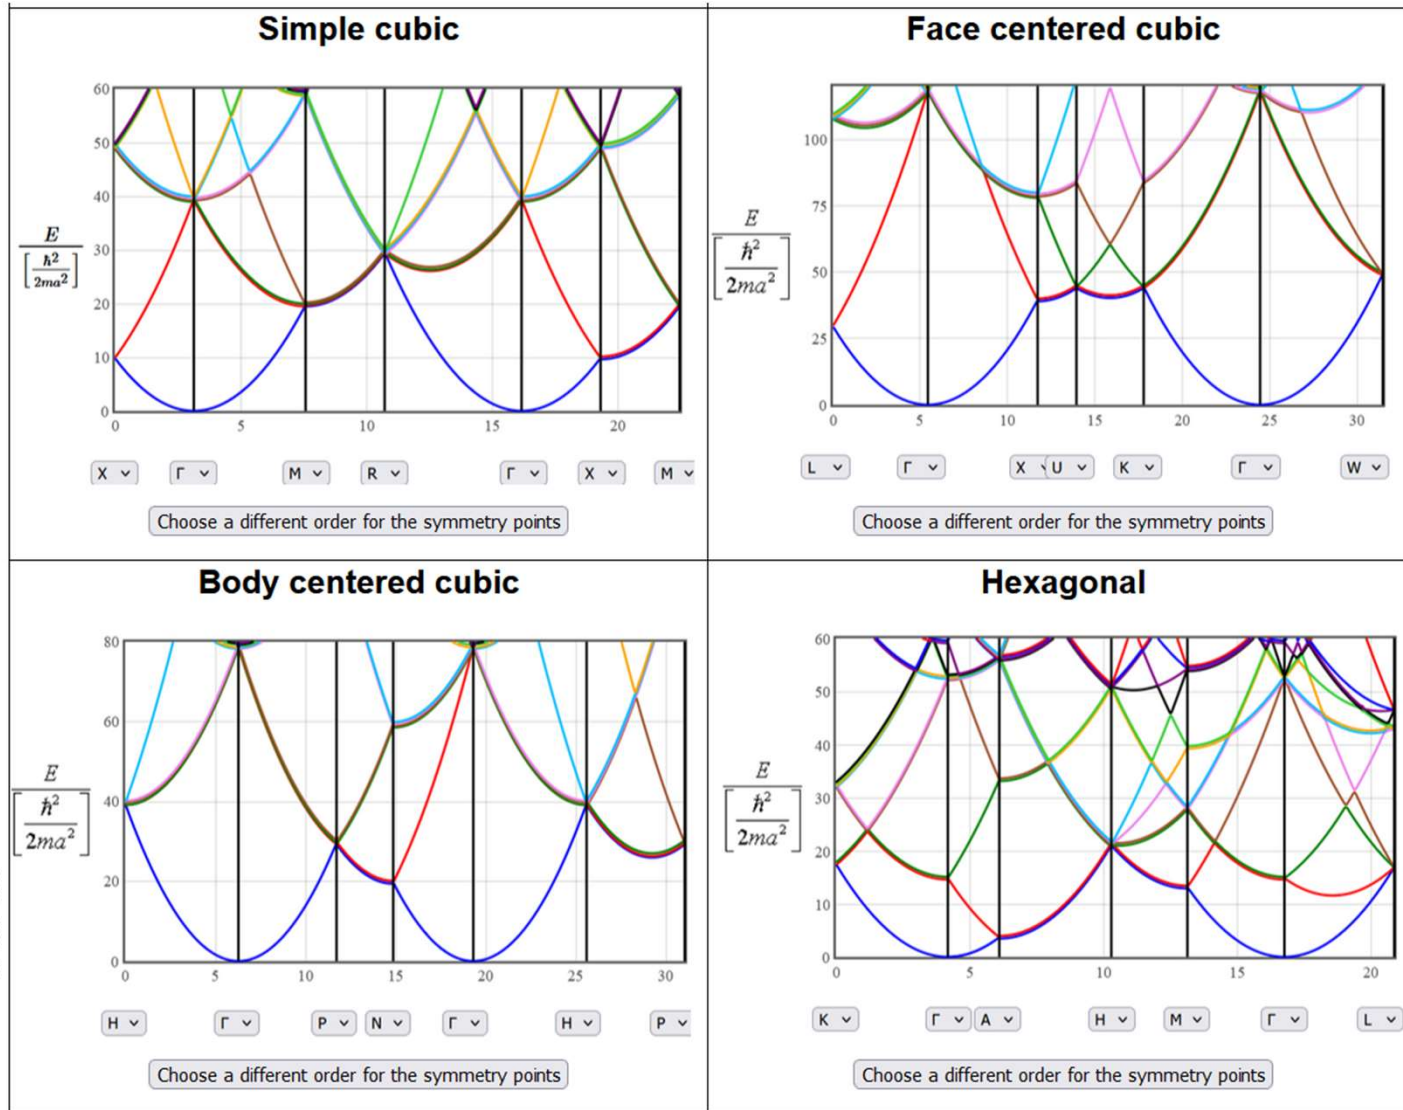 Simple cubic
60
50
40
30
20
10
0
E
[ħ²/2ma²]
0 5 10 15 20
X Γ M R Γ X M
Choose a different order for the symmetry points
Face centered cubic
100
75
50
25
0
E
[ħ²/2ma²]
0 5 10 15 20 25 30
L Γ X U K Γ W
Choose a different order for the symmetry points
Body centered cubic
80
60
40
20
0
E
[ħ²/2ma²]
0 5 10 15 20 25 30
H Γ P N Γ H P
Choose a different order for the symmetry points
Hexagonal
60
50
40
30
20
10
0
E
[ħ²/2ma²]
0 5 10 15 20
K Γ A H M Γ L
Choose a different order for the symmetry points